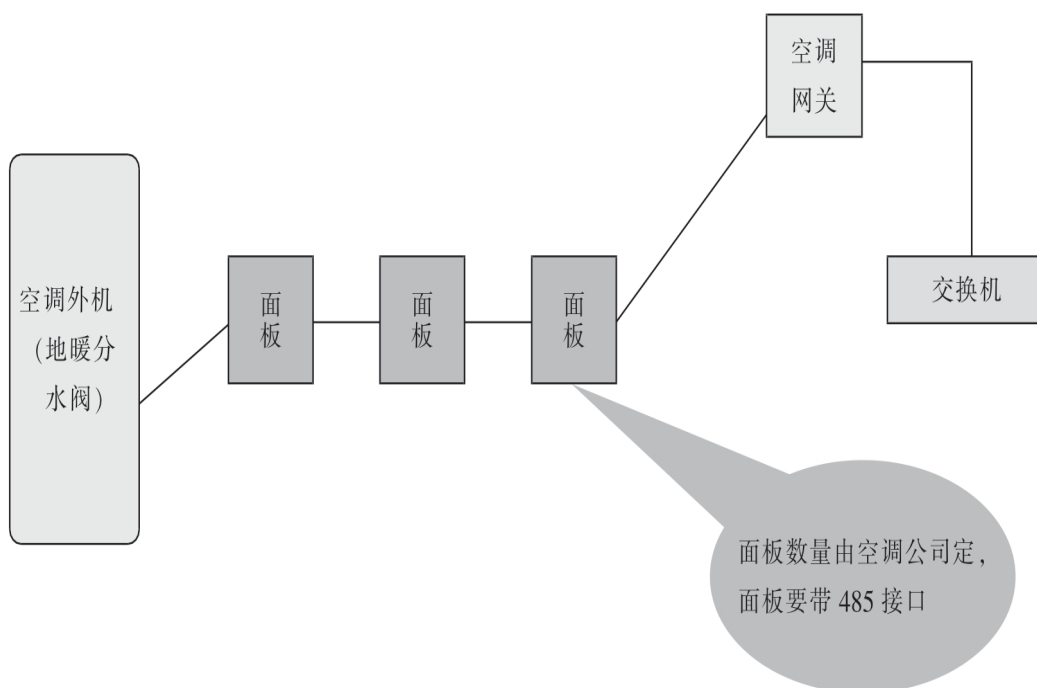 空调
网关
空调外机
（地暖分
水阀）
面
板
面
板
面
板
交换机
面板数量由空调公司定，
面板要带 485 接口